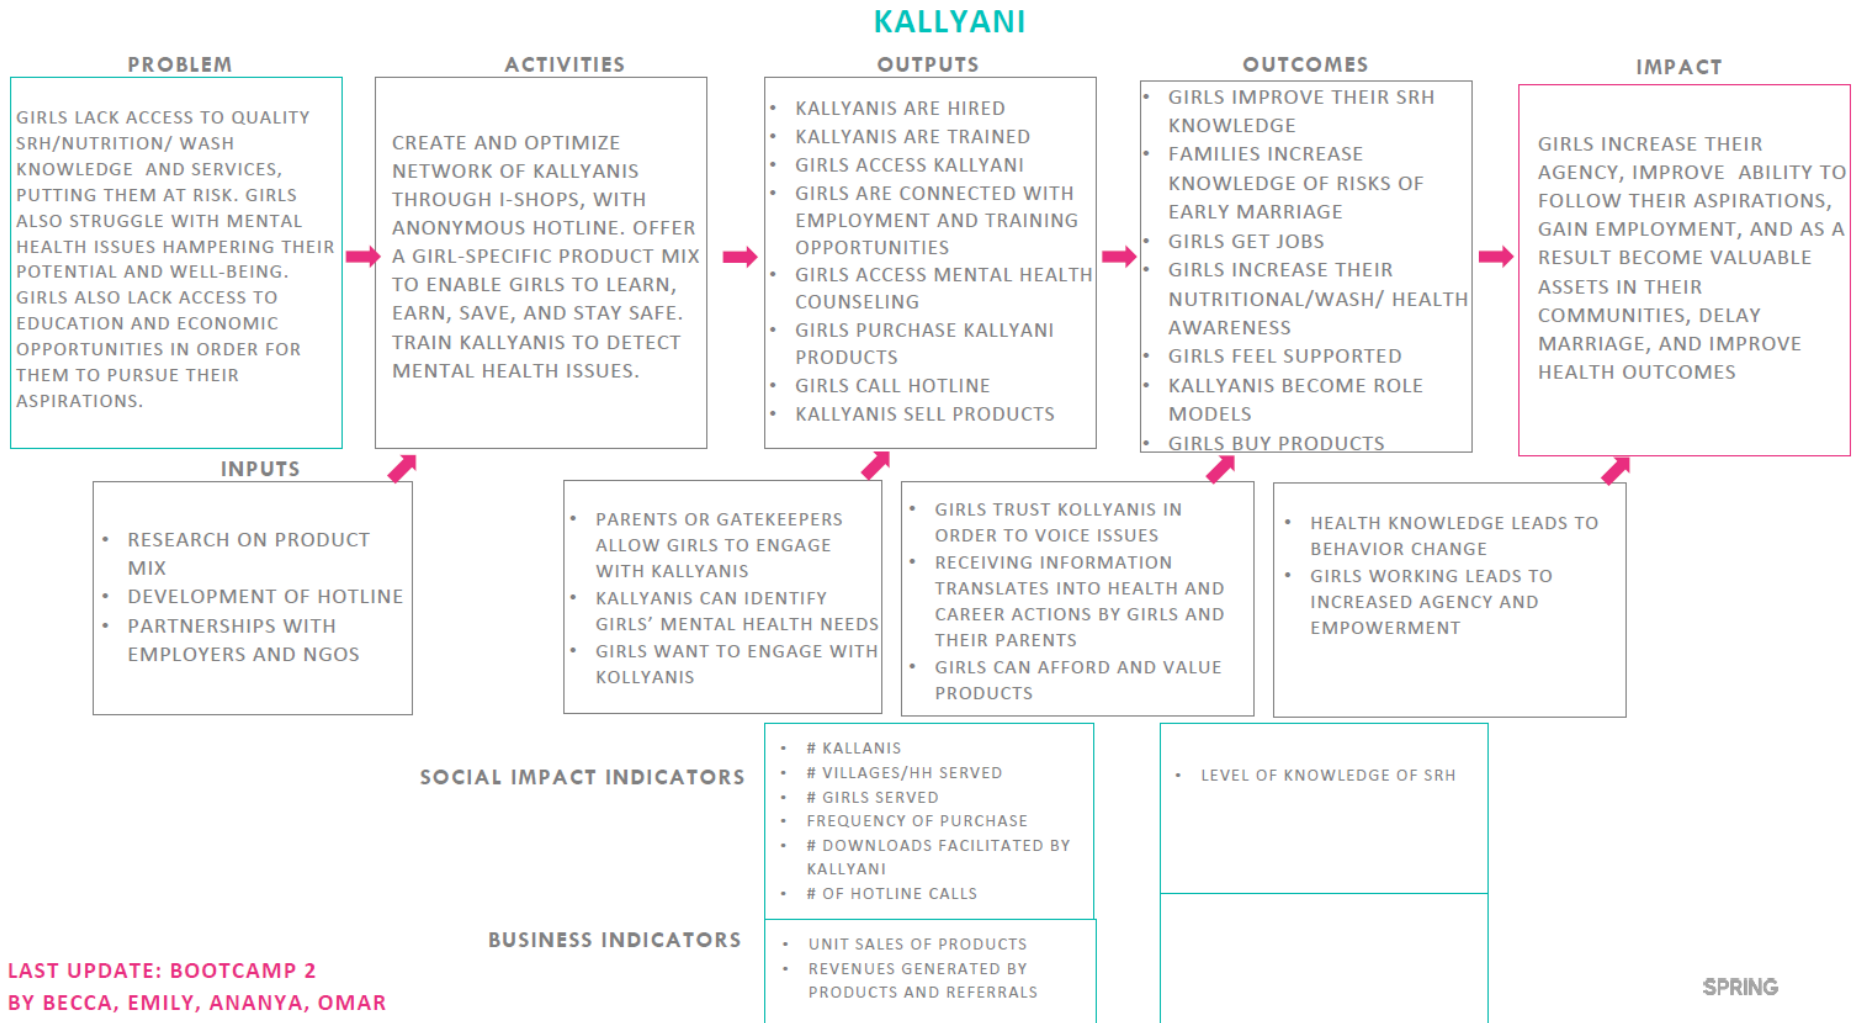 KALLYANI
PROBLEM
GIRLS LACK ACCESS TO QUALITY
SRH/NUTRITION/ WASH
KNOWLEDGE AND SERVICES,
PUTTING THEM AT RISK. GIRLS
ALSO STRUGGLE WITH MENTAL
HEALTH ISSUES HAMPERING THEIR
POTENTIAL AND WELL-BEING.
GIRLS ALSO LACK ACCESS TO
EDUCATION AND ECONOMIC
OPPORTUNITIES IN ORDER FOR
THEM TO PURSUE THEIR
ASPIRATIONS.
ACTIVITIES
CREATE AND OPTIMIZE
NETWORK OF KALLYANIS
THROUGH I-SHOPS, WITH
ANONYMOUS HOTLINE. OFFER
A GIRL-SPECIFIC PRODUCT MIX
TO ENABLE GIRLS TO LEARN,
EARN, SAVE, AND STAY SAFE.
TRAIN KALLYANIS TO DETECT
MENTAL HEALTH ISSUES.
OUTPUTS
• KALLYANIS ARE HIRED
• KALLYANIS ARE TRAINED
• GIRLS ACCESS KALLYANI
• GIRLS ARE CONNECTED WITH
EMPLOYMENT AND TRAINING
OPPORTUNITIES
• GIRLS ACCESS MENTAL HEALTH
COUNSELING
• GIRLS PURCHASE KALLYANI
PRODUCTS
• GIRLS CALL HOTLINE
• KALLYANIS SELL PRODUCTS
OUTCOMES
• GIRLS IMPROVE THEIR SRH
KNOWLEDGE
• FAMILIES INCREASE
KNOWLEDGE OF RISKS OF
EARLY MARRIAGE
• GIRLS GET JOBS
• GIRLS INCREASE THEIR
NUTRITIONAL/WASH/ HEALTH
AWARENESS
• GIRLS FEEL SUPPORTED
• KALLYANIS BECOME ROLE
MODELS
• GIRLS BUY PRODUCTS
IMPACT
GIRLS INCREASE THEIR
AGENCY, IMPROVE ABILITY TO
FOLLOW THEIR ASPIRATIONS,
GAIN EMPLOYMENT, AND AS A
RESULT BECOME VALUABLE
ASSETS IN THEIR
COMMUNITIES, DELAY
MARRIAGE, AND IMPROVE
HEALTH OUTCOMES
INPUTS
• RESEARCH ON PRODUCT
MIX
• DEVELOPMENT OF HOTLINE
• PARTNERSHIPS WITH
EMPLOYERS AND NGOS
• PARENTS OR GATEKEEPERS
ALLOW GIRLS TO ENGAGE
WITH KALLYANIS
• KALLYANIS CAN IDENTIFY
GIRLS' MENTAL HEALTH NEEDS
• GIRLS WANT TO ENGAGE WITH
KOLLYANIS
• GIRLS TRUST KOLLYANIS IN
ORDER TO VOICE ISSUES
• RECEIVING INFORMATION
TRANSLATES INTO HEALTH AND
CAREER ACTIONS BY GIRLS AND
THEIR PARENTS
• GIRLS CAN AFFORD AND VALUE
PRODUCTS
• HEALTH KNOWLEDGE LEADS TO
BEHAVIOR CHANGE
• GIRLS WORKING LEADS TO
INCREASED AGENCY AND
EMPOWERMENT
SOCIAL IMPACT INDICATORS
• # KALLANIS
• # VILLAGES/HH SERVED
• # GIRLS SERVED
• FREQUENCY OF PURCHASE
• # DOWNLOADS FACILITATED BY
KALLYANI
• # OF HOTLINE CALLS
• LEVEL OF KNOWLEDGE OF SRH
BUSINESS INDICATORS
• UNIT SALES OF PRODUCTS
• REVENUES GENERATED BY
PRODUCTS AND REFERRALS
LAST UPDATE: BOOTCAMP 2
BY BECCA, EMILY, ANANYA, OMAR
SPRING